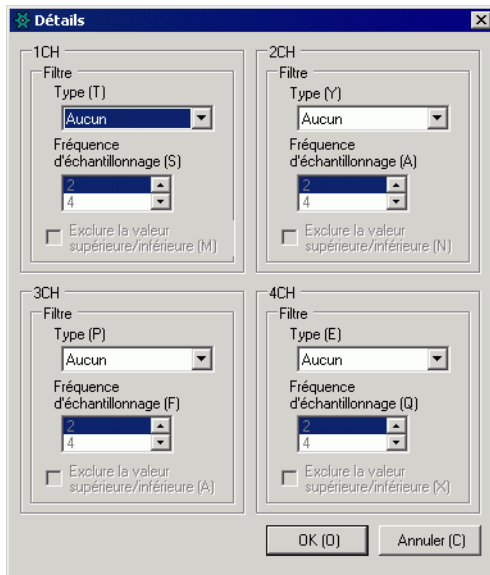 Détails
1CH
Filtre
Type (T)
Aucun
Fréquence
d'échantillonnage (S)
2
4
Exclure la valeur
supérieure/inférieure (M)
2CH
Filtre
Type (Y)
Aucun
Fréquence
d'échantillonnage (A)
2
4
Exclure la valeur
supérieure/inférieure (N)
3CH
Filtre
Type (P)
Aucun
Fréquence
d'échantillonnage (F)
2
4
Exclure la valeur
supérieure/inférieure (A)
4CH
Filtre
Type (E)
Aucun
Fréquence
d'échantillonnage (Q)
2
4
Exclure la valeur
supérieure/inférieure (X)
OK (O)
Annuler (C)